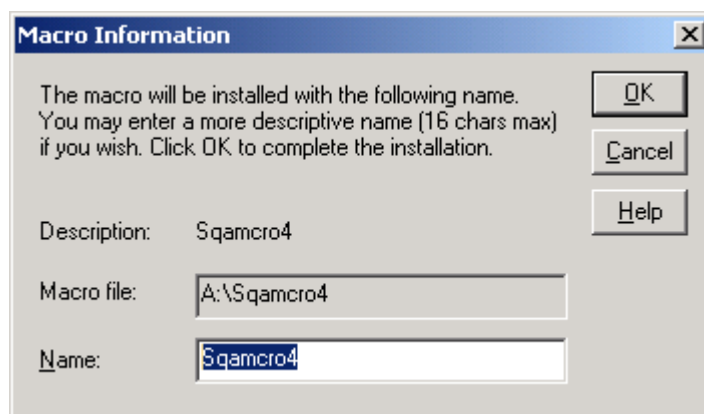 Macro Information
The macro will be installed with the following name.
You may enter a more descriptive name (16 chars max)
if you wish. Click OK to complete the installation.
OK
Cancel
Help
Description: Sqamcro4
Macro file: A:\Sqamcro4
Name: Sqamcro4